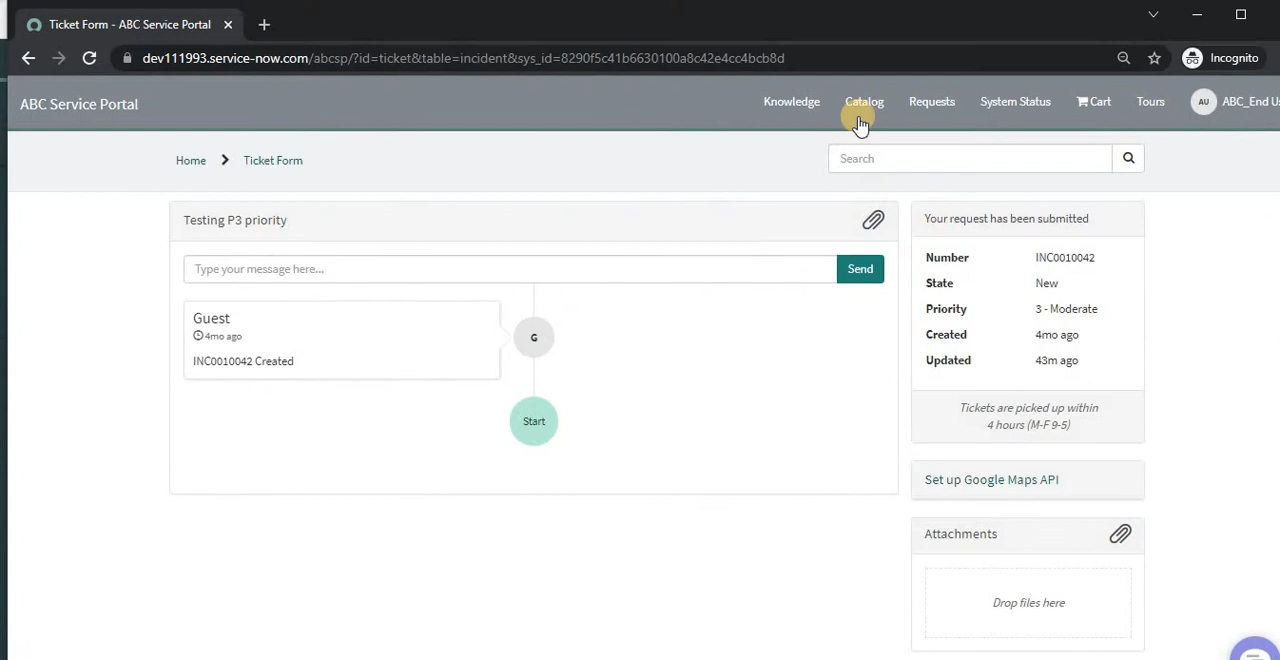 Ticket Form - ABC Service Portal
dev111993.service-now.com/abcsp/?id=ticket&table=incident&sys_id=8290f5c41b6630100a8c42e4cc4bcb8d
Incognito
ABC Service Portal
Knowledge
Catalog
Requests
System Status
Cart
Tours
AU
ABC_End Us
Home
Ticket Form
Search
Testing P3 priority
Type your message here...
Send
Guest
4mo ago
INC0010042 Created
G
Start
Your request has been submitted
Number INC0010042
State New
Priority 3 - Moderate
Created 4mo ago
Updated 43m ago
Tickets are picked up within
4 hours (M-F 9-5)
Set up Google Maps API
Attachments
Drop files here